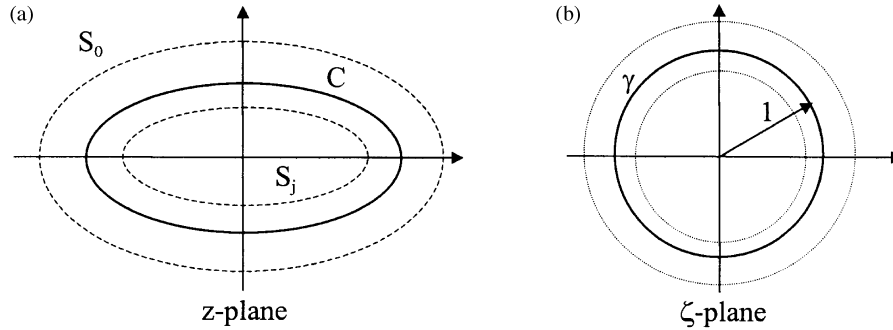 (a)
S₀
C
Sⱼ
z-plane
(b)
γ
1
ζ-plane